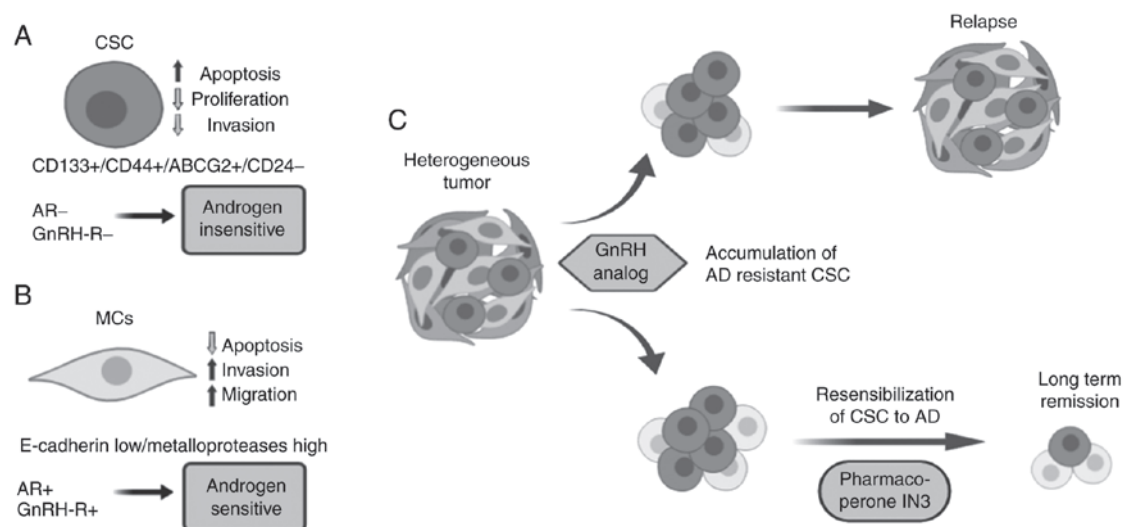 A
CSC
Apoptosis
Proliferation
Invasion
CD133+/CD44+/ABCG2+/CD24–
AR–
GnRH-R–
Androgen
insensitive
B
MCs
Apoptosis
Invasion
Migration
E-cadherin low/metalloproteases high
AR+
GnRH-R+
Androgen
sensitive
C
Heterogeneous
tumor
GnRH
analog
Accumulation of
AD resistant CSC
Relapse
Resensibilization
of CSC to AD
Pharmaco-
perone IN3
Long term
remission